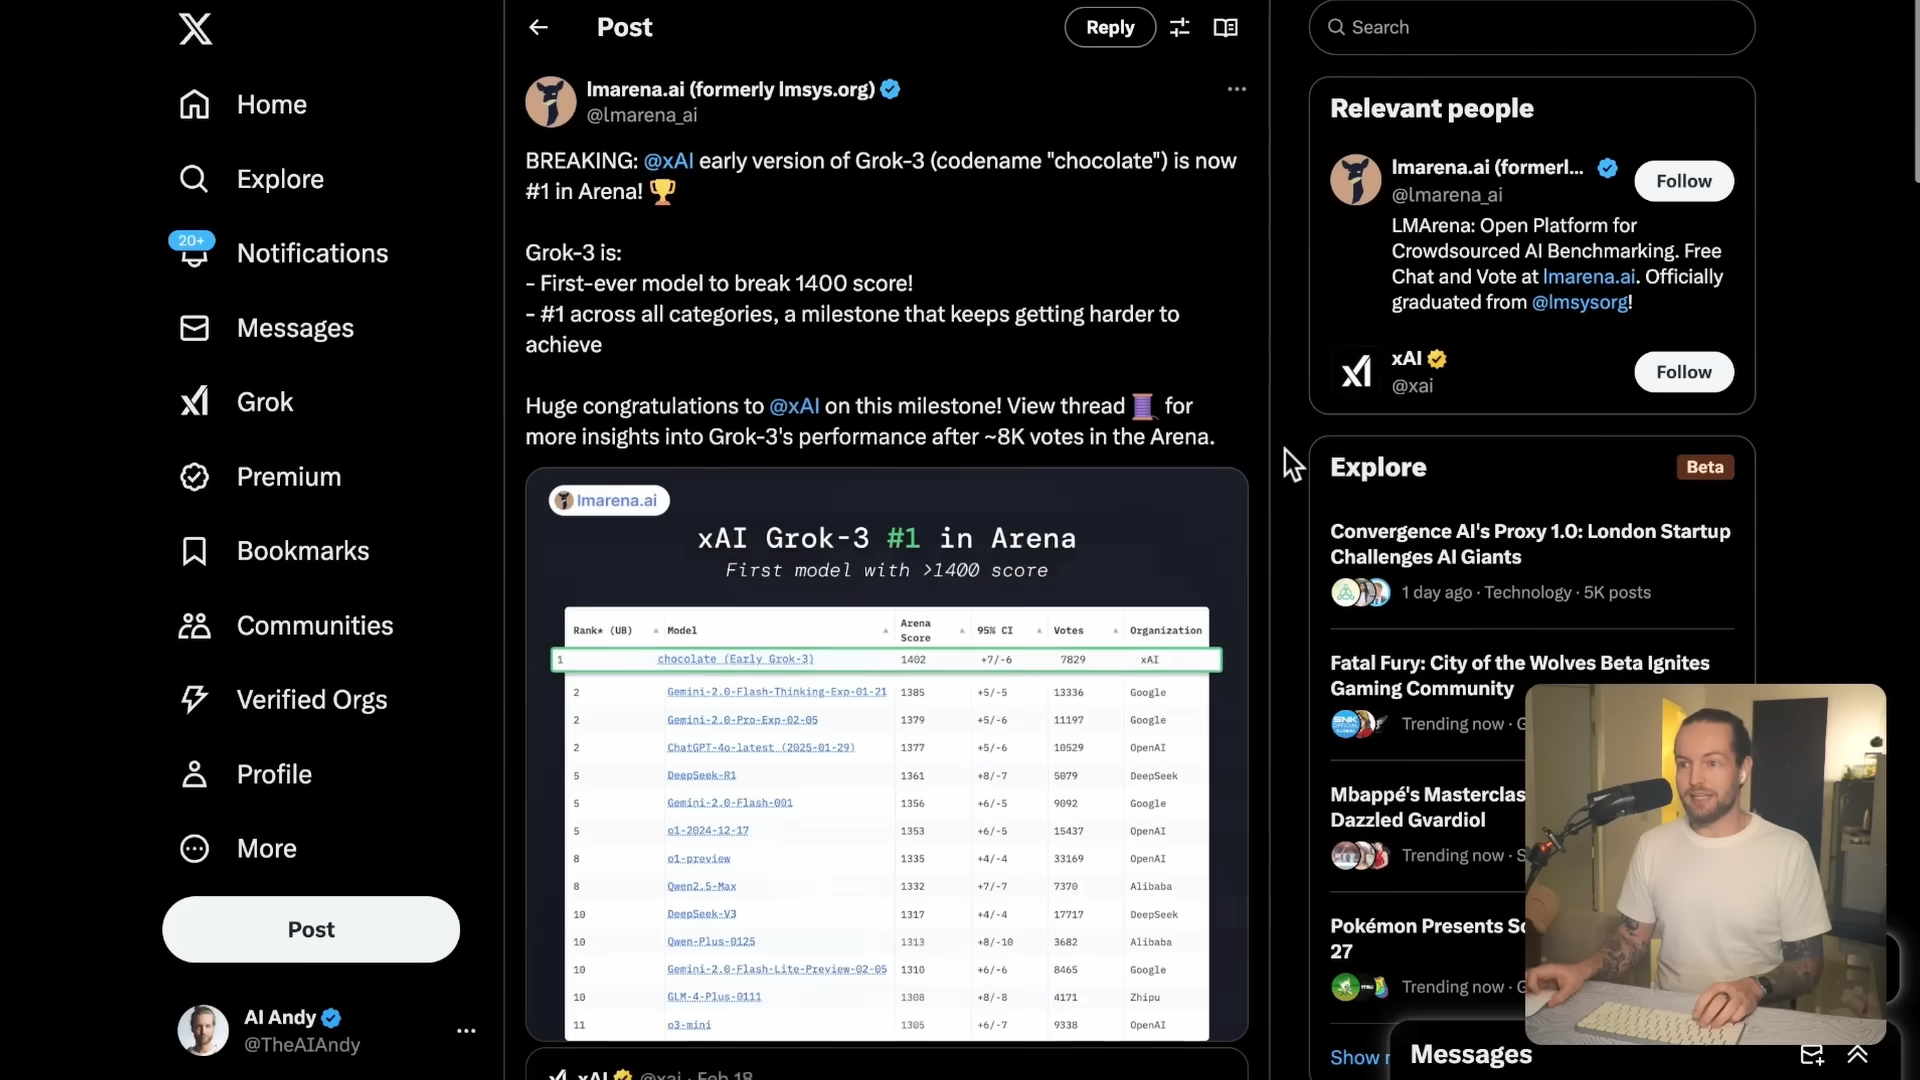 Home
Explore
20+
Notifications
Messages
Grok
Premium
Bookmarks
Communities
Verified Orgs
Profile
More
Post
AI Andy
@TheAIAndy
Post
Reply
lmarena.ai (formerly lmsys.org)
@lmarena_ai
BREAKING: @xAI early version of Grok-3 (codename "chocolate") is now
#1 in Arena! 🏆
Grok-3 is:
- First-ever model to break 1400 score!
- #1 across all categories, a milestone that keeps getting harder to
achieve
Huge congratulations to @xAI on this milestone! View thread 🧵 for
more insights into Grok-3's performance after ~8K votes in the Arena.
lmarena.ai
xAI Grok-3 #1 in Arena
First model with >1400 score
Rank* (UB) Model Arena Score 95% CI Votes Organization
1 chocolate (Early Grok-3) 1402 +7/-6 7829 xAI
2 Gemini-2.0-Flash-Thinking-Exp-01-21 1385 +5/-5 13336 Google
2 Gemini-2.0-Pro-Exp-02-05 1379 +5/-6 11197 Google
2 ChatGPT-4o-latest (2025-01-29) 1377 +5/-6 10529 OpenAI
5 DeepSeek-R1 1361 +8/-7 5079 DeepSeek
5 Gemini-2.0-Flash-001 1356 +6/-5 9092 Google
5 o1-2024-12-17 1353 +6/-5 15437 OpenAI
8 o1-preview 1335 +4/-4 33169 OpenAI
8 Qwen2.5-Max 1332 +7/-7 7370 Alibaba
10 DeepSeek-V3 1317 +4/-4 17717 DeepSeek
10 Qwen-Plus-0125 1313 +8/-10 3682 Alibaba
10 Gemini-2.0-Flash-Lite-Preview-02-05 1310 +6/-6 8465 Google
10 GLM-4-Plus-0111 1308 +8/-8 4171 Zhipu
11 o3-mini 1305 +6/-7 9338 OpenAI
xAI @xai · Feb 18
Search
Relevant people
lmarena.ai (formerl...
@lmarena_ai
Follow
LMArena: Open Platform for
Crowdsourced AI Benchmarking. Free
Chat and Vote at lmarena.ai. Officially
graduated from @lmsysorg!
xAI
@xai
Follow
Explore
Beta
Convergence AI's Proxy 1.0: London Startup
Challenges AI Giants
1 day ago · Technology · 5K posts
Fatal Fury: City of the Wolves Beta Ignites
Gaming Community
SNK
Trending now ·
Mbappé's Masterclas
Dazzled Gvardiol
Trending now ·
Pokémon Presents
27
Trending now ·
Show
Messages